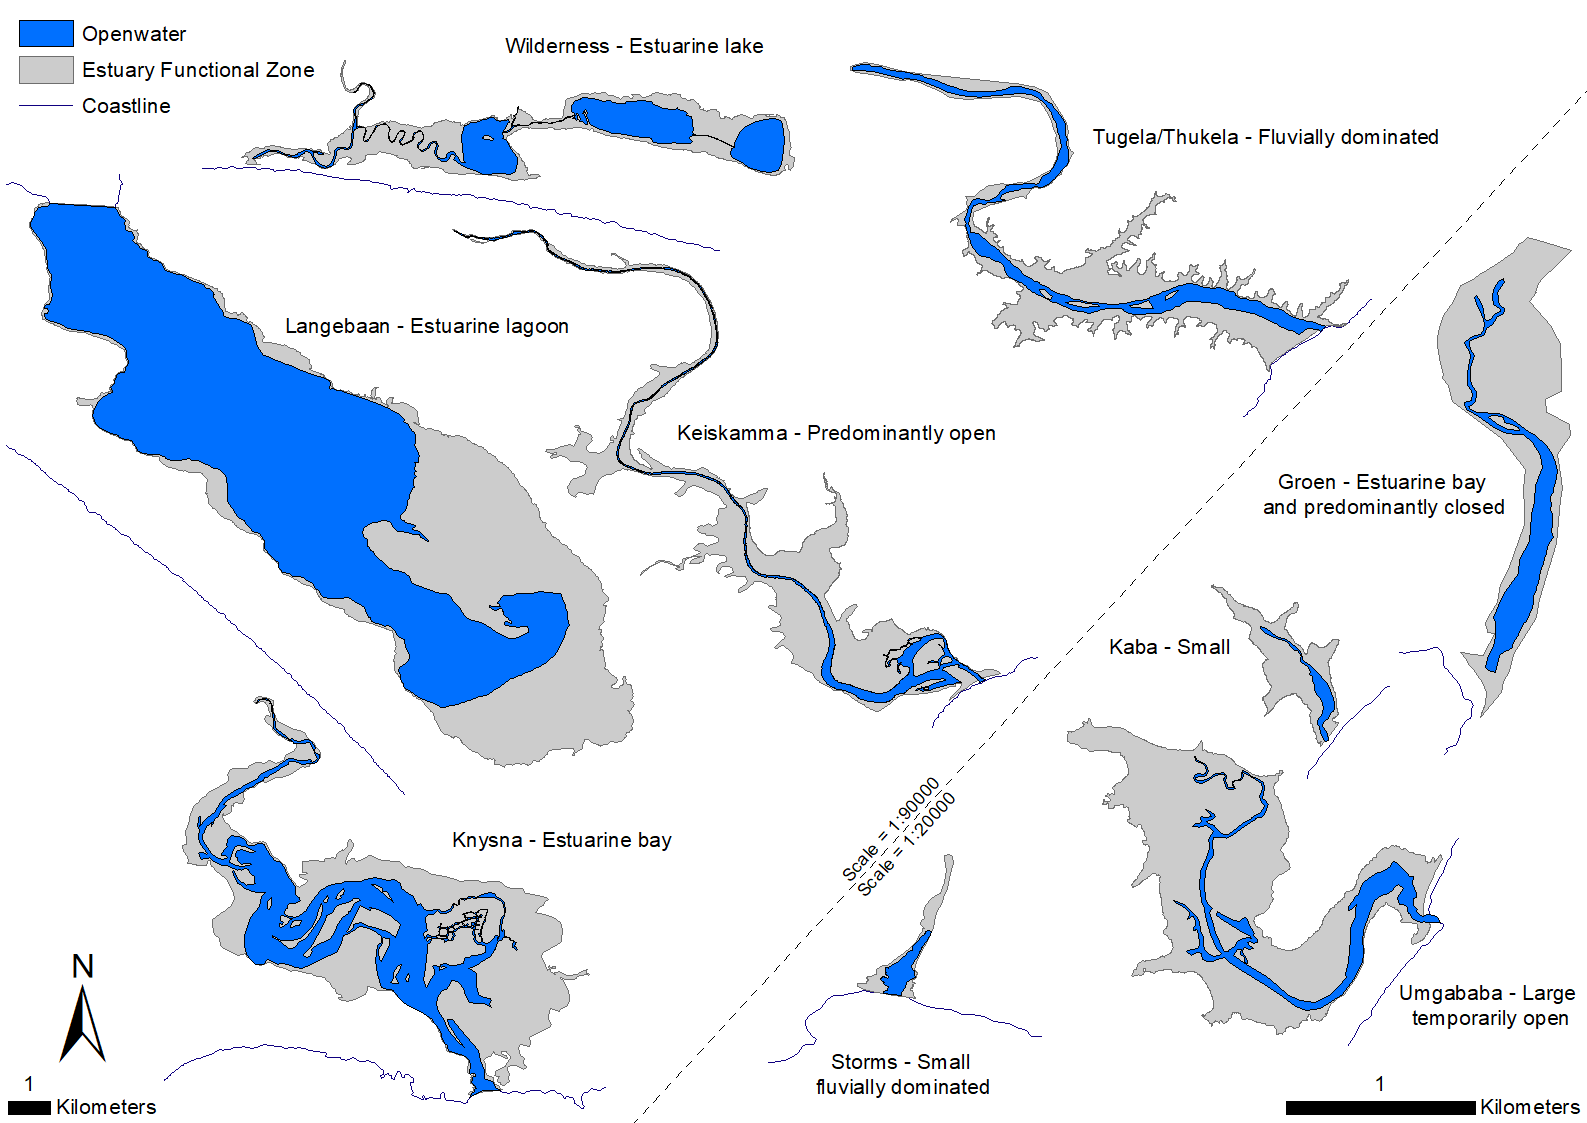 Openwater
Estuary Functional Zone
Coastline
Wilderness - Estuarine lake
Tugela/Thukela - Fluvially dominated
Langebaan - Estuarine lagoon
Keiskamma - Predominantly open
Groen - Estuarine bay
and predominantly closed
Kaba - Small
Knysna - Estuarine bay
Scale = 1:90000
Scale = 1:20000
Umgababa - Large
temporarily open
Storms - Small
fluvially dominated
N
1
Kilometers
1
Kilometers